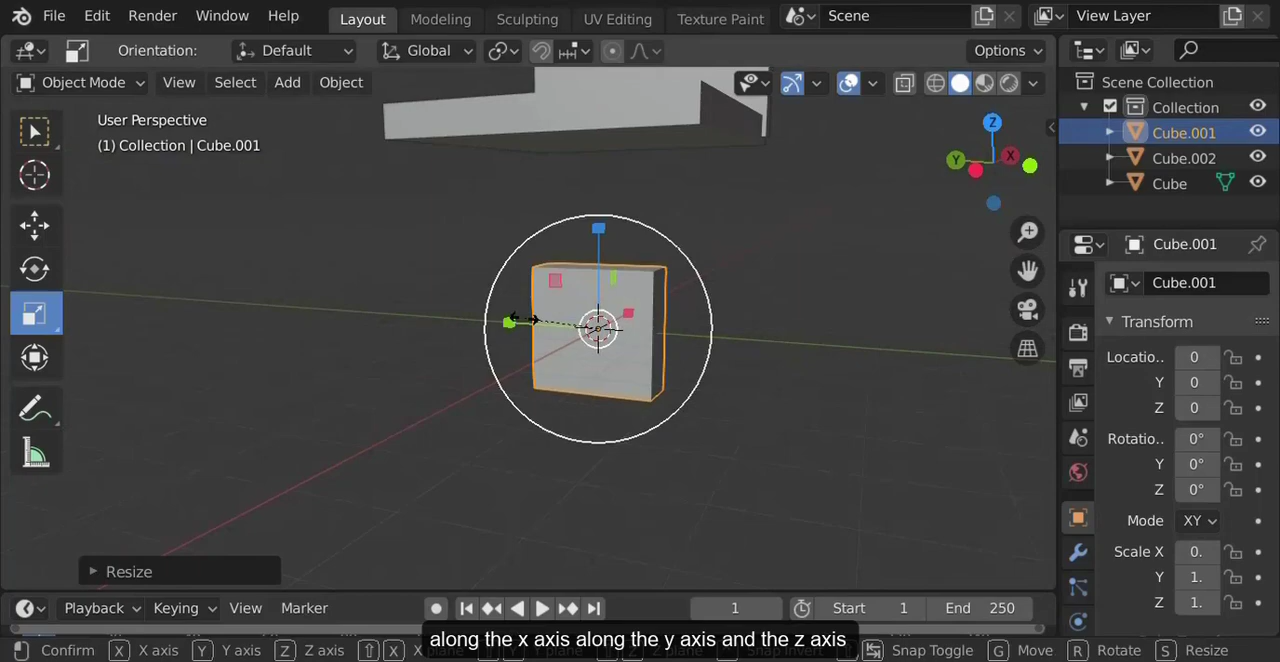 File Edit Render Window Help Layout Modeling Sculpting UV Editing Texture Paint Scene View Layer
Orientation: Default Global Options
Object Mode View Select Add Object
User Perspective
(1) Collection | Cube.001
Z
Y
X
Scene Collection
Collection
Cube.001
Cube.002
Cube
Cube.001
Cube.001
Transform
Locatio.. 0
Y 0
Z 0
Rotatio.. 0°
Y 0°
Z 0°
Mode XY
Scale X 0.
Y 1.
Z 1.
Resize
Playback Keying View Marker 1 Start 1 End 250
along the x axis along the y axis and the z axis
Confirm X X axis Y Y axis Z Z axis X Snap Toggle G Move R Rotate S Resize